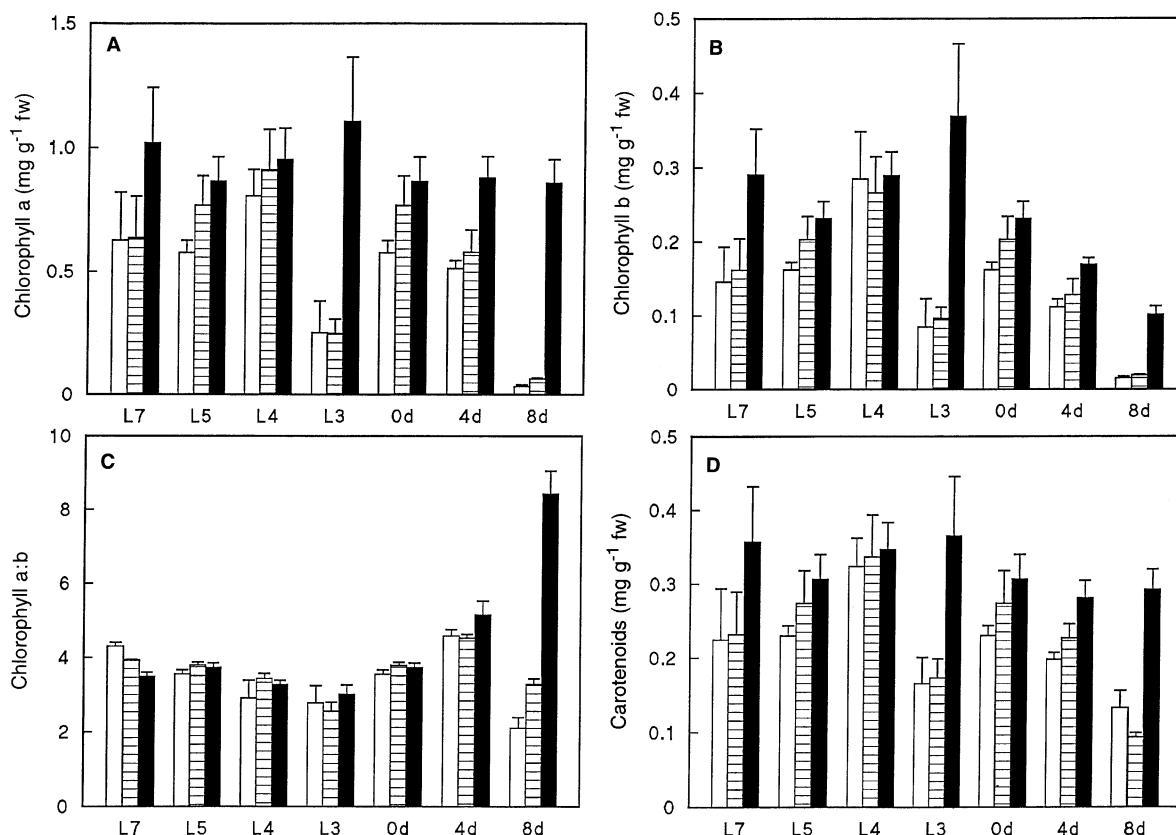 A
Chlorophyll a (mg g⁻¹ fw)
1.5
1.0
0.5
0
L7 L5 L4 L3 0d 4d 8d
B
Chlorophyll b (mg g⁻¹ fw)
0.5
0.4
0.3
0.2
0.1
0
L7 L5 L4 L3 0d 4d 8d
C
Chlorophyll a:b
10
8
6
4
2
0
L7 L5 L4 L3 0d 4d 8d
D
Carotenoids (mg g⁻¹ fw)
0.5
0.4
0.3
0.2
0.1
0
L7 L5 L4 L3 0d 4d 8d